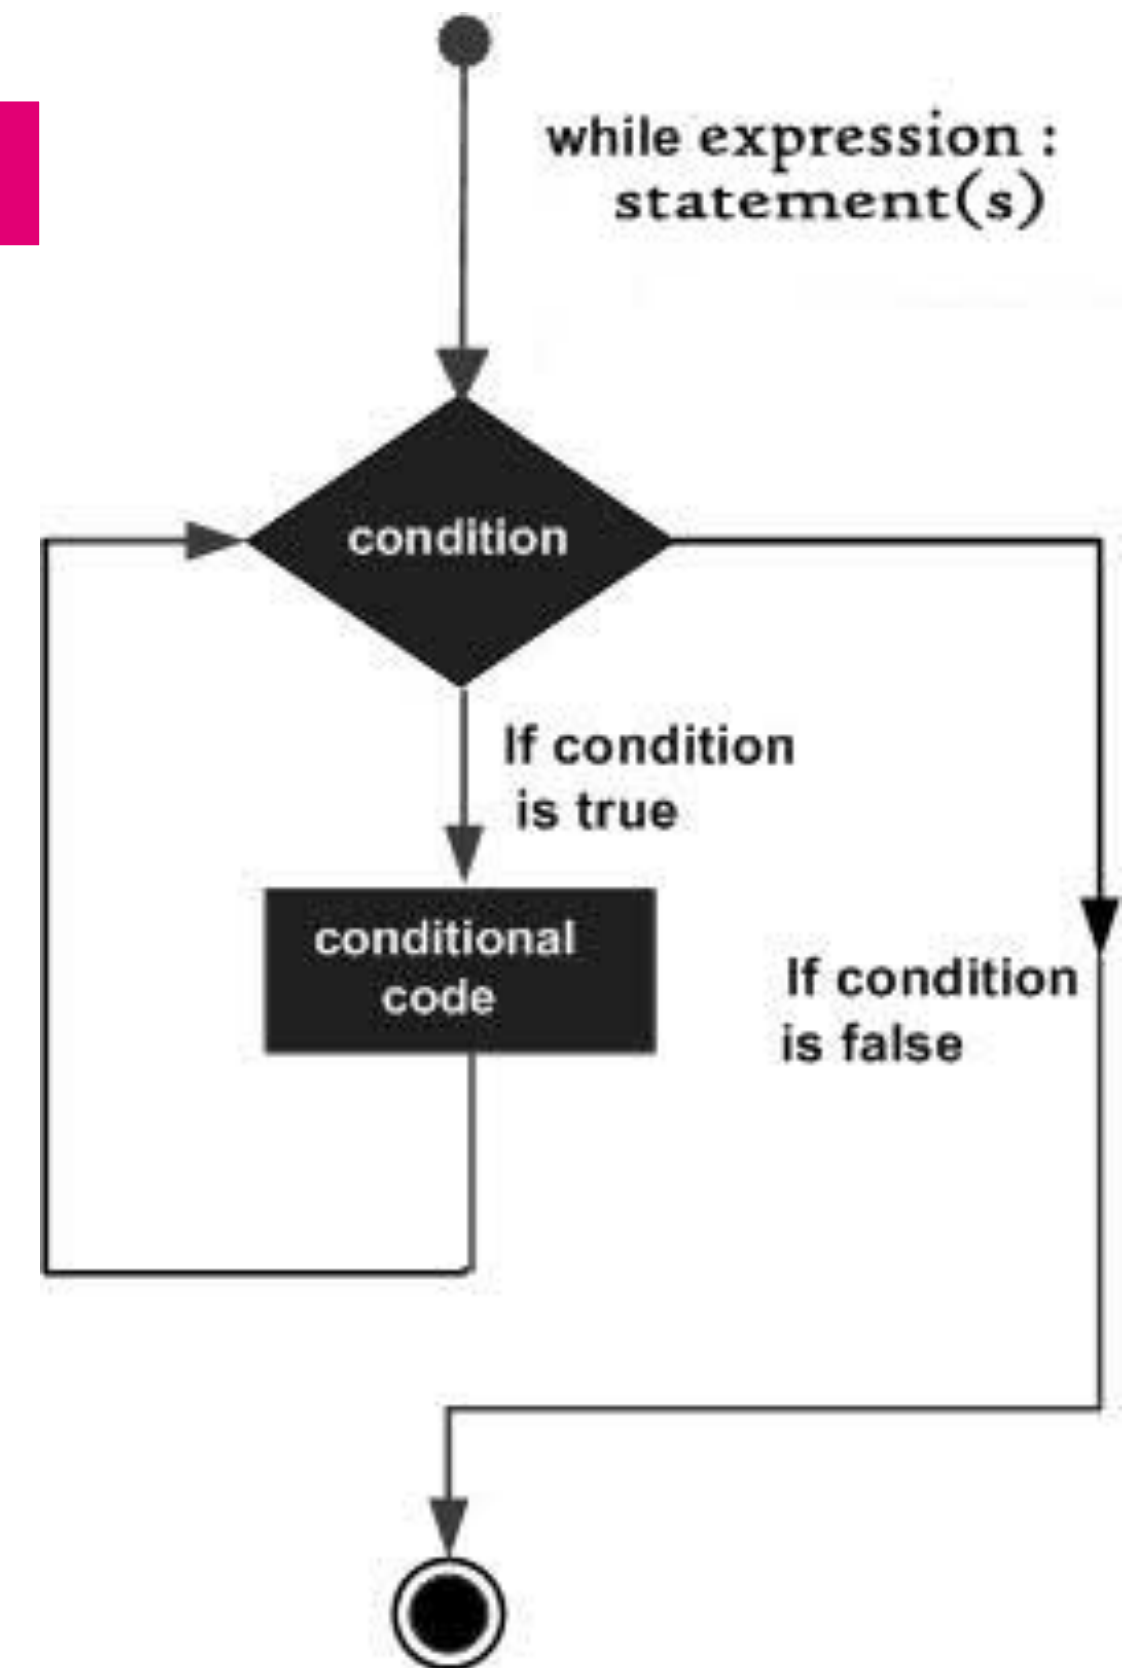 while expression :
statement(s)
condition
If condition
is true
conditional
code
If condition
is false